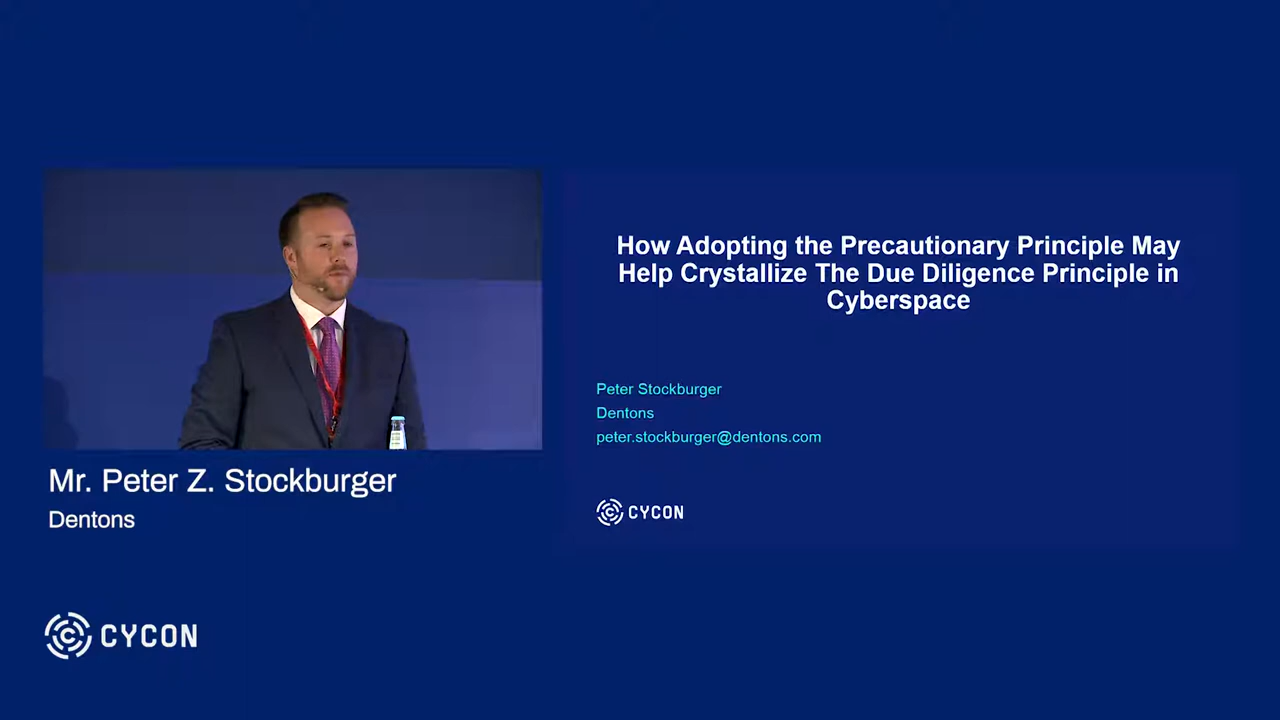 How Adopting the Precautionary Principle May
Help Crystallize The Due Diligence Principle in
Cyberspace
Peter Stockburger
Dentons
peter.stockburger@dentons.com
CYCON
Mr. Peter Z. Stockburger
Dentons
CYCON